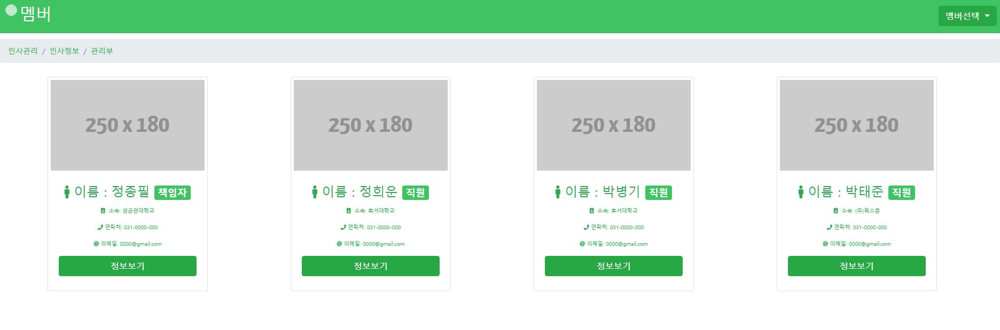 멤버
멤버선택
인사관리 / 인사정보 / 관리부
250 x 180
이름 : 정종필 책임자
소속: 성균관대학교
연락처: 031-0000-000
이메일: 0000@gmail.com
정보보기
250 x 180
이름 : 정희운 직원
소속: 호서대학교
연락처: 031-0000-000
이메일: 0000@gmail.com
정보보기
250 x 180
이름 : 박병기 직원
소속: 호서대학교
연락처: 031-0000-000
이메일: 0000@gmail.com
정보보기
250 x 180
이름 : 박태준 직원
소속: (주)윅스콘
연락처: 031-0000-000
이메일: 0000@gmail.com
정보보기